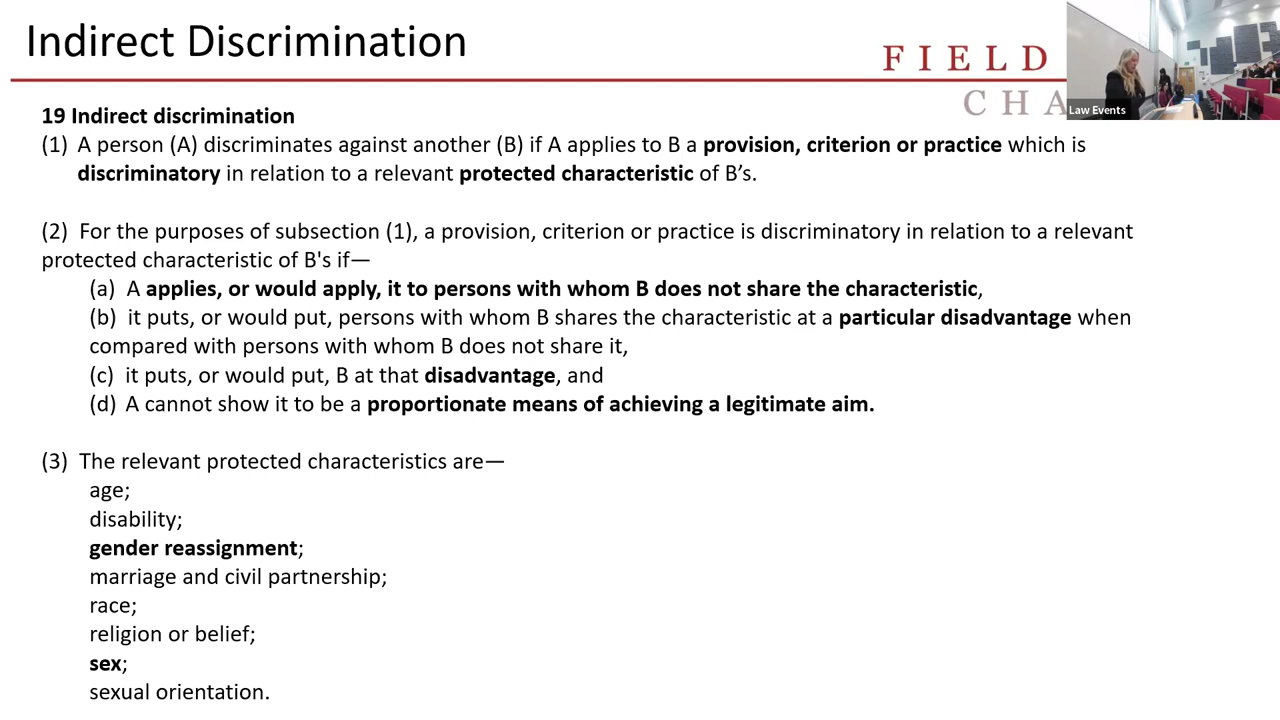 Indirect Discrimination
FIELD
CHA
Law Events
19 Indirect discrimination
(1) A person (A) discriminates against another (B) if A applies to B a provision, criterion or practice which is
discriminatory in relation to a relevant protected characteristic of B’s.
(2) For the purposes of subsection (1), a provision, criterion or practice is discriminatory in relation to a relevant
protected characteristic of B's if—
(a) A applies, or would apply, it to persons with whom B does not share the characteristic,
(b) it puts, or would put, persons with whom B shares the characteristic at a particular disadvantage when
compared with persons with whom B does not share it,
(c) it puts, or would put, B at that disadvantage, and
(d) A cannot show it to be a proportionate means of achieving a legitimate aim.
(3) The relevant protected characteristics are—
age;
disability;
gender reassignment;
marriage and civil partnership;
race;
religion or belief;
sex;
sexual orientation.